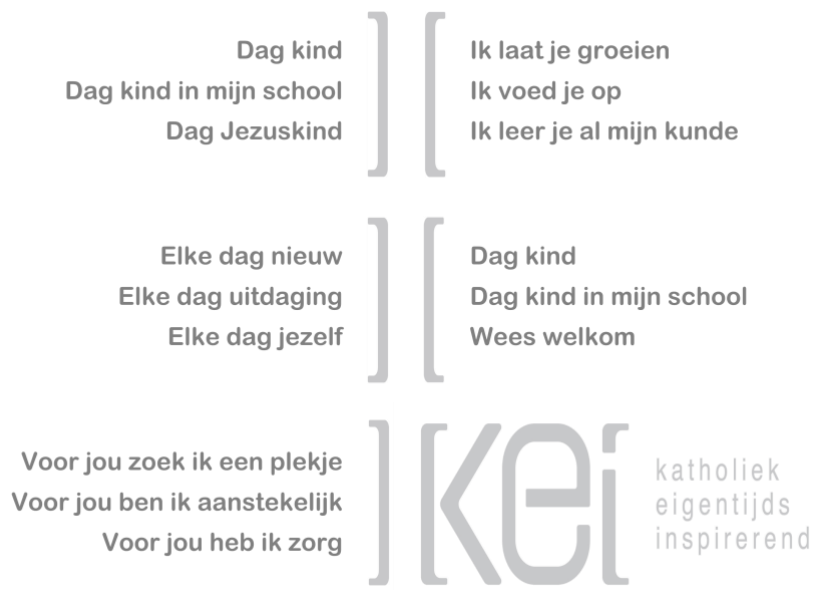 Dag kind
Dag kind in mijn school
Dag Jezuskind
Elke dag nieuw
Elke dag uitdaging
Elke dag jezelf
Voor jou zoek ik een plekje
Voor jou ben ik aanstekelijk
Voor jou heb ik zorg
Ik laat je groeien
Ik voed je op
Ik leer je al mijn kunde
Dag kind
Dag kind in mijn school
Wees welkom
kei
katholiek
eigentijds
inspirerend